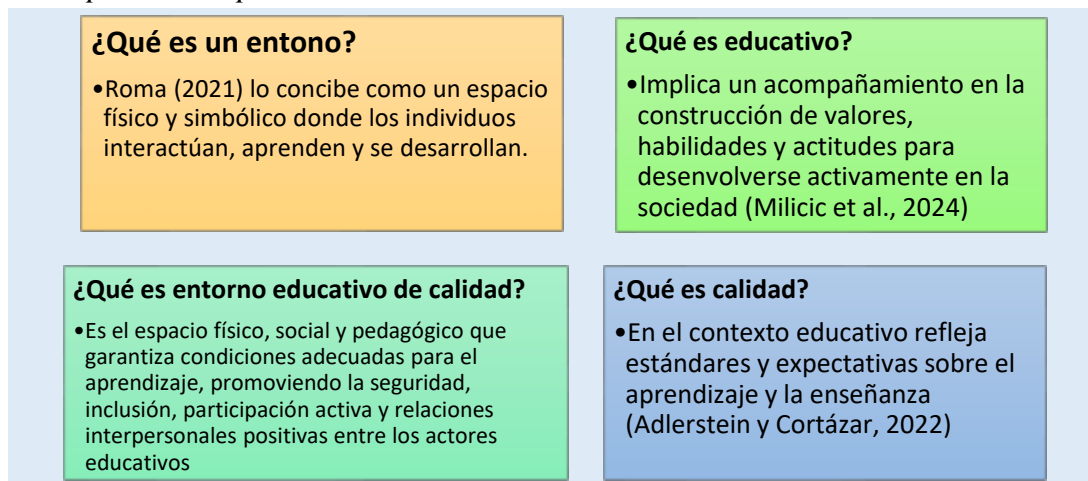 ¿Qué es un entono?
•Roma (2021) lo concibe como un espacio
físico y simbólico donde los individuos
interactúan, aprenden y se desarrollan.
¿Qué es educativo?
•Implica un acompañamiento en la
construcción de valores,
habilidades y actitudes para
desenvolverse activamente en la
sociedad (Milicic et al., 2024)
¿Qué es entorno educativo de calidad?
•Es el espacio físico, social y pedagógico que
garantiza condiciones adecuadas para el
aprendizaje, promoviendo la seguridad,
inclusión, participación activa y relaciones
interpersonales positivas entre los actores
educativos
¿Qué es calidad?
•En el contexto educativo refleja
estándares y expectativas sobre el
aprendizaje y la enseñanza
(Adlerstein y Cortázar, 2022)